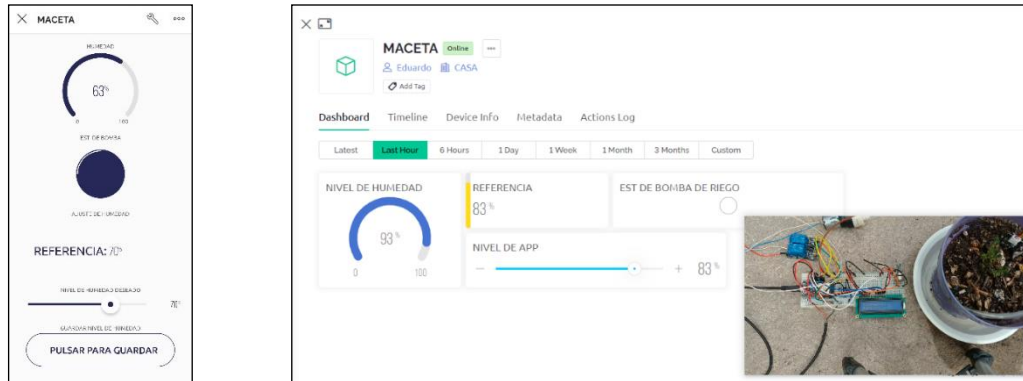 MACETA
HUMEDAD
63%
0 100
EST DE BOMBA
AJUSTE DE HUMEDAD
REFERENCIA: 70%
NIVEL DE HUMEDAD DESEADO
70%
GUARDAR NIVEL DE HUMEDAD
PULSAR PARA GUARDAR
MACETA Online
Eduardo CASA
Add Tag
Dashboard Timeline Device Info Metadata Actions Log
Latest Last Hour 6 Hours 1 Day 1 Week 1 Month 3 Months Custom
NIVEL DE HUMEDAD
93%
0 100
REFERENCIA
83%
EST DE BOMBA DE RIEGO
NIVEL DE APP
− + 83%